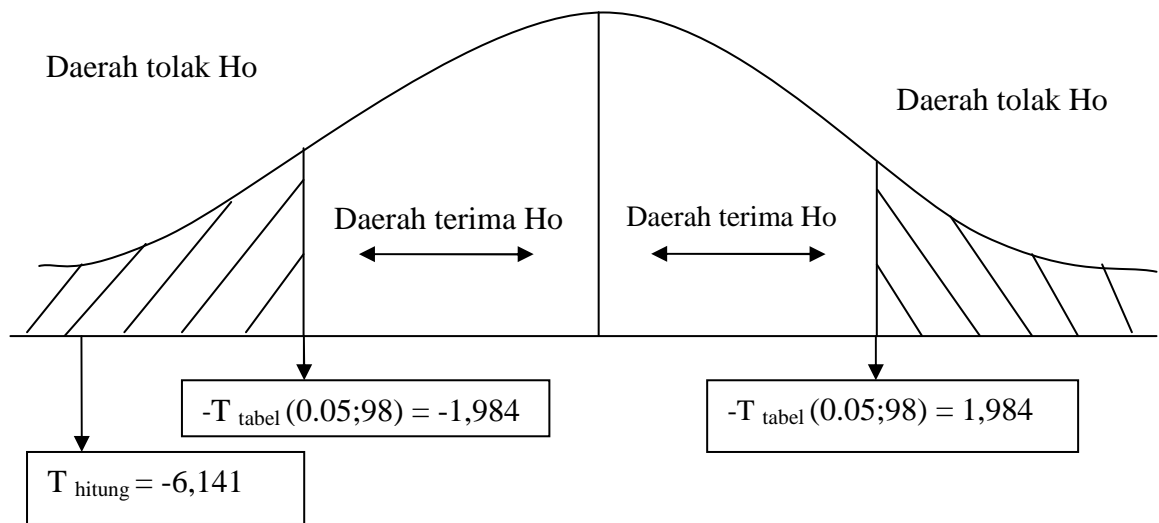 Daerah tolak Ho
Daerah tolak Ho
Daerah terima Ho
Daerah terima Ho
-T tabel (0.05;98) = -1,984
-T tabel (0.05;98) = 1,984
T hitung = -6,141